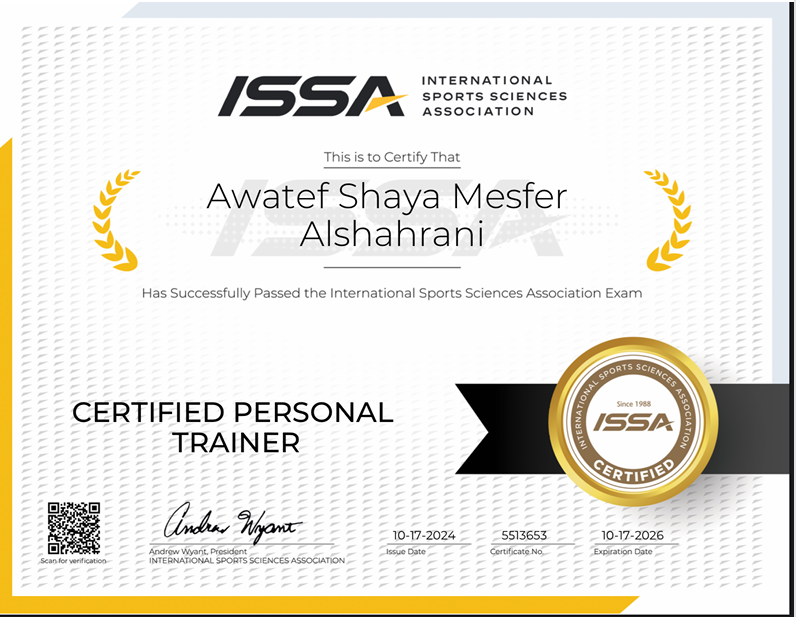 ISSA
INTERNATIONAL
SPORTS SCIENCES
ASSOCIATION
This is to Certify That
Awatef Shaya Mesfer
Alshahrani
ISSA
Has Successfully Passed the International Sports Sciences Association Exam
INTERNATIONAL SPORTS SCIENCES ASSOCIATION
Since 1988
ISSA
CERTIFIED
CERTIFIED PERSONAL
TRAINER
Andrew Wyant
10-17-2024
5513653
10-17-2026
Andrew Wyant, President
Issue Date
Certificate No.
Expiration Date
INTERNATIONAL SPORTS SCIENCES ASSOCIATION
Scan for verification